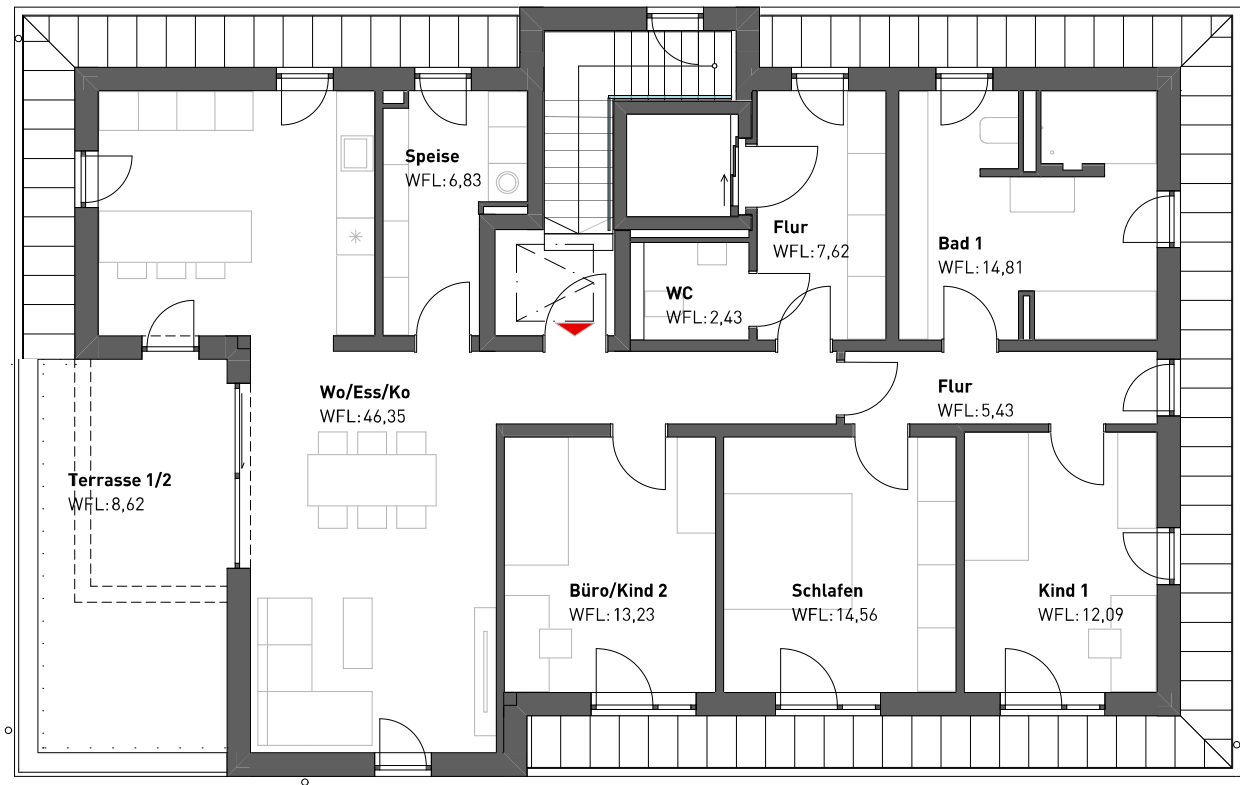 Speise
WFL:6,83
Flur
WFL:7,62
Bad 1
WFL:14,81
WC
WFL:2,43
Wo/Ess/Ko
WFL:46,35
Flur
WFL:5,43
Terrasse 1/2
WFL:8,62
Büro/Kind 2
WFL:13,23
Schlafen
WFL:14,56
Kind 1
WFL:12,09